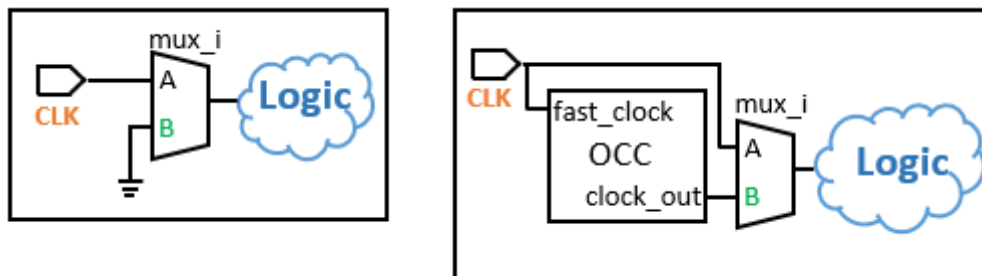 mux_i
A
CLK
B
Logic
CLK
fast_clock
mux_i
OCC
A
clock_out
B
Logic